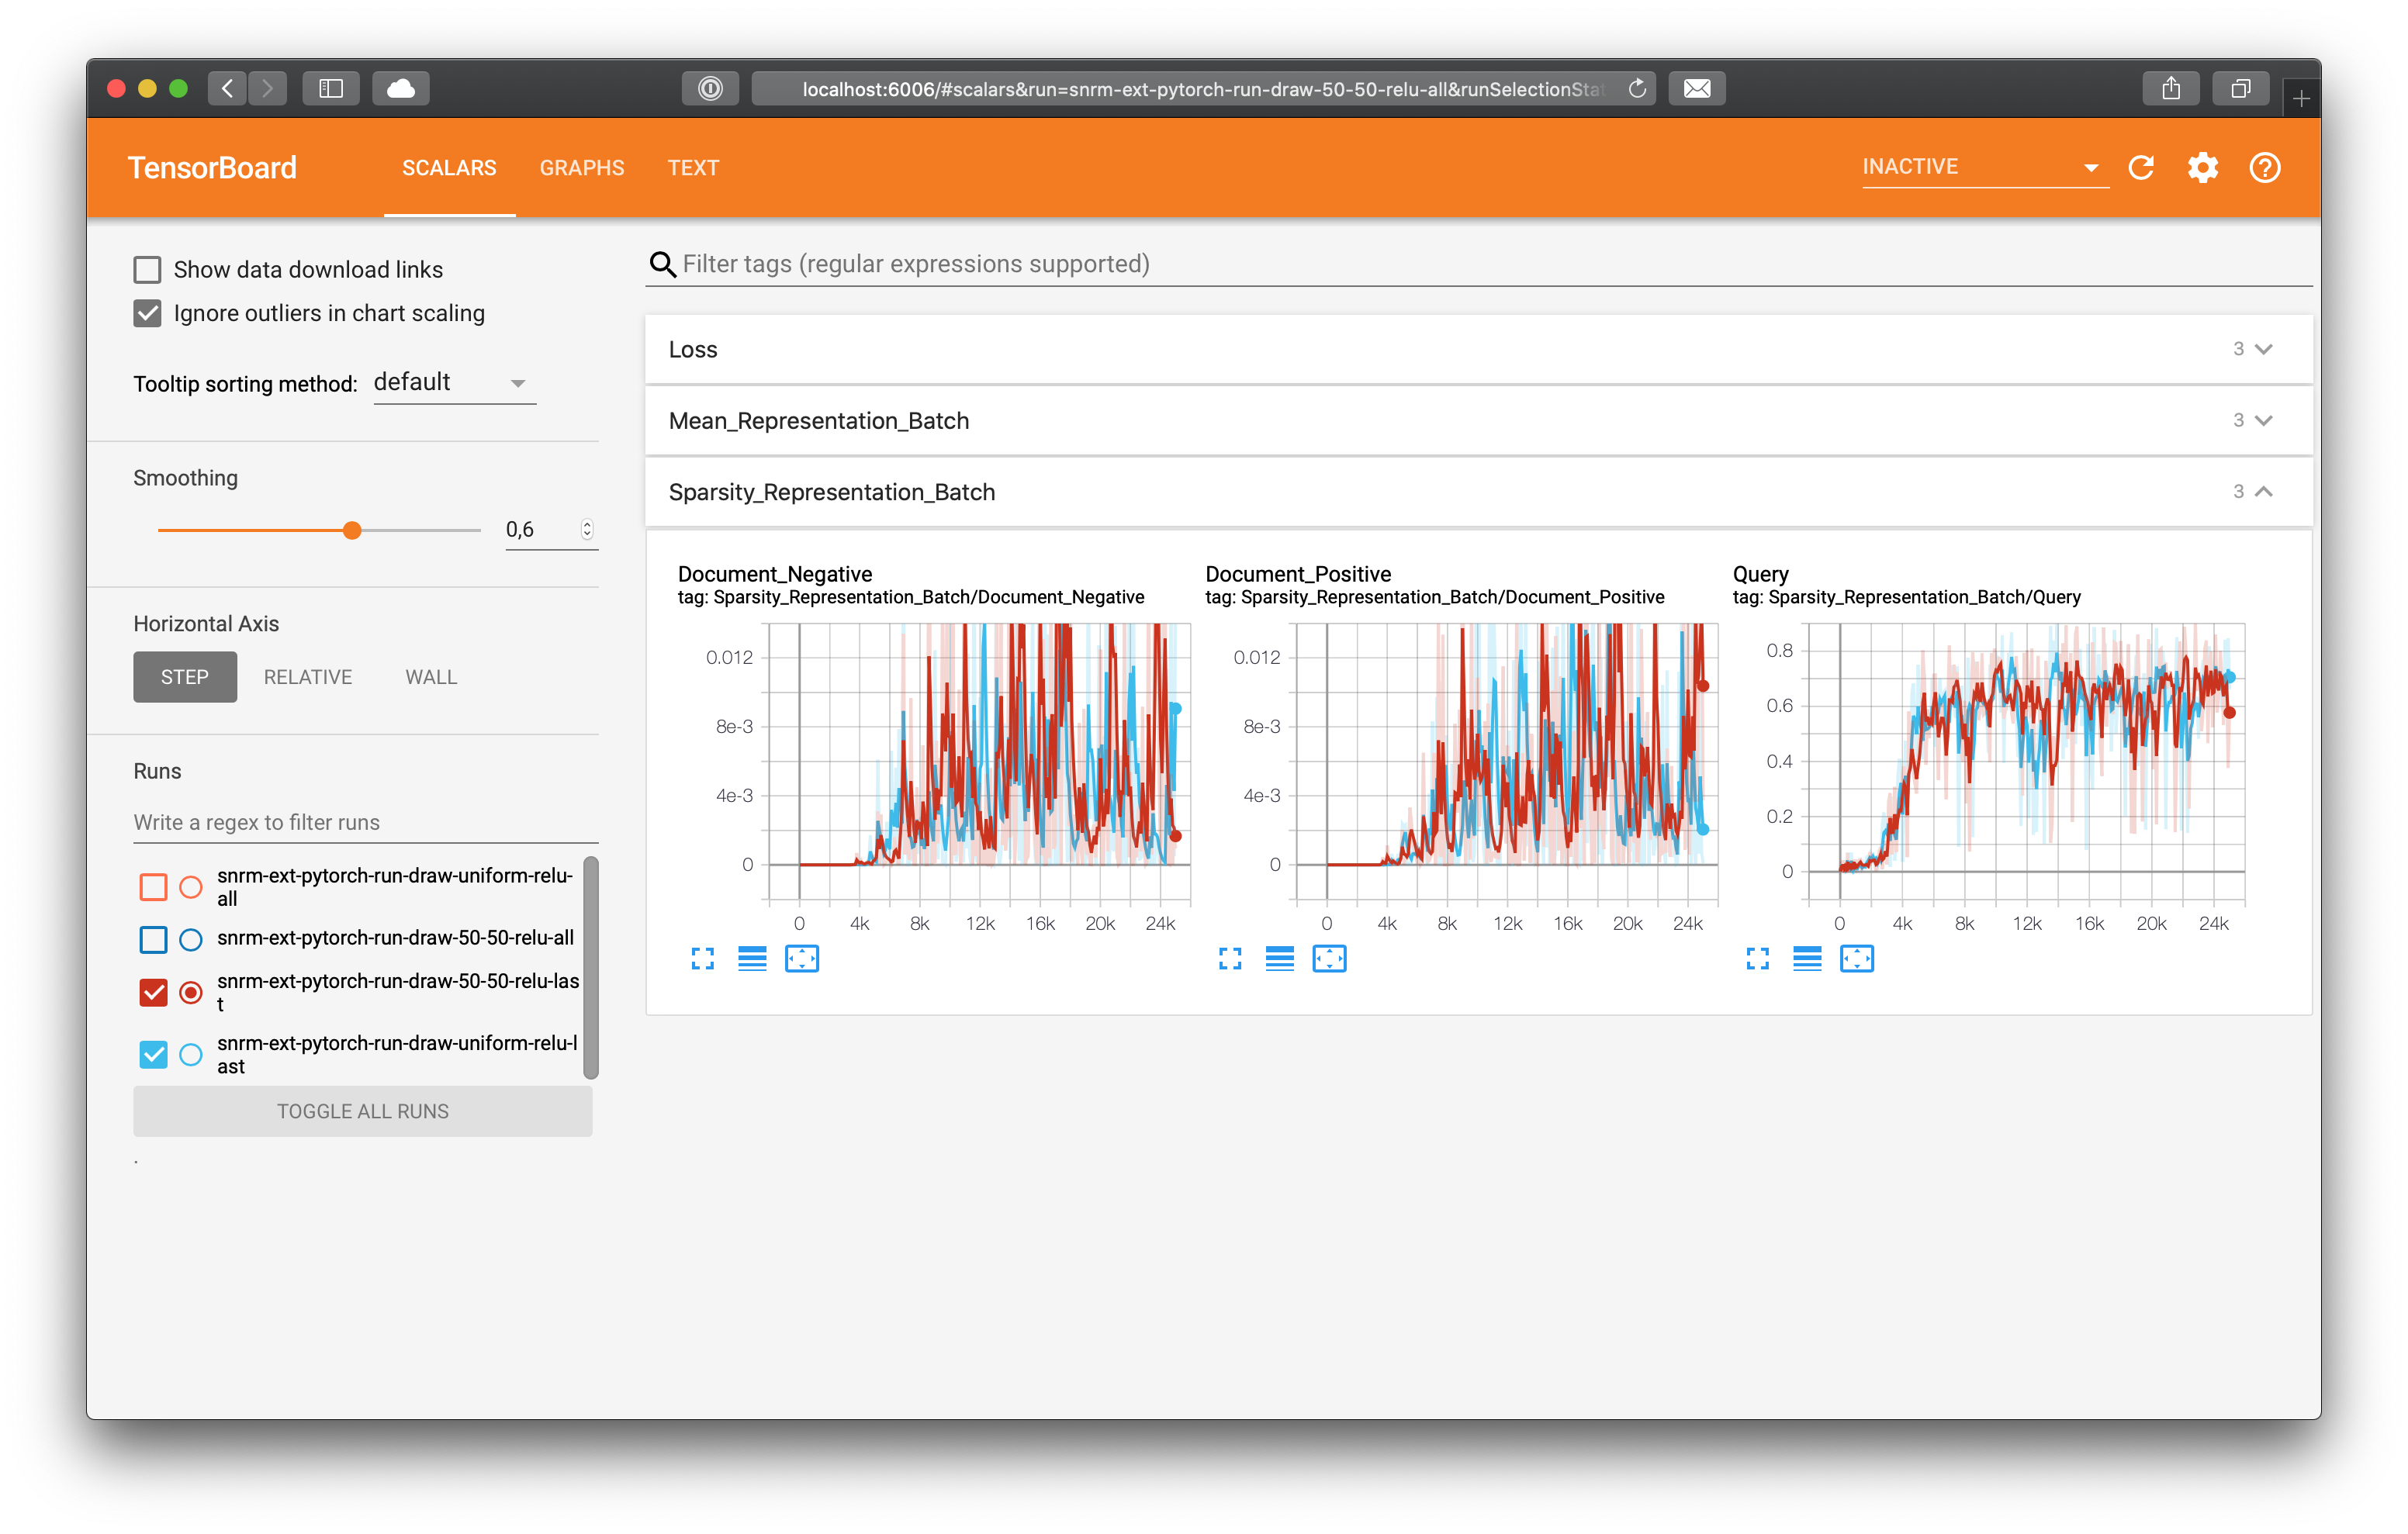 localhost:6006/#scalars&run=snrm-ext-pytorch-run-draw-50-50-relu-all&runSelectionStat
TensorBoard
SCALARS
GRAPHS
TEXT
INACTIVE
Show data download links
Ignore outliers in chart scaling
Tooltip sorting method: default
Smoothing
0,6
Horizontal Axis
STEP
RELATIVE
WALL
Runs
Write a regex to filter runs
snrm-ext-pytorch-run-draw-uniform-relu-
all
snrm-ext-pytorch-run-draw-50-50-relu-all
snrm-ext-pytorch-run-draw-50-50-relu-las
t
snrm-ext-pytorch-run-draw-uniform-relu-l
ast
TOGGLE ALL RUNS
.
Filter tags (regular expressions supported)
Loss
3
Mean_Representation_Batch
3
Sparsity_Representation_Batch
3
Document_Negative
tag: Sparsity_Representation_Batch/Document_Negative
0.012
8e-3
4e-3
0
0 4k 8k 12k 16k 20k 24k
Document_Positive
tag: Sparsity_Representation_Batch/Document_Positive
0.012
8e-3
4e-3
0
0 4k 8k 12k 16k 20k 24k
Query
tag: Sparsity_Representation_Batch/Query
0.8
0.6
0.4
0.2
0
0 4k 8k 12k 16k 20k 24k